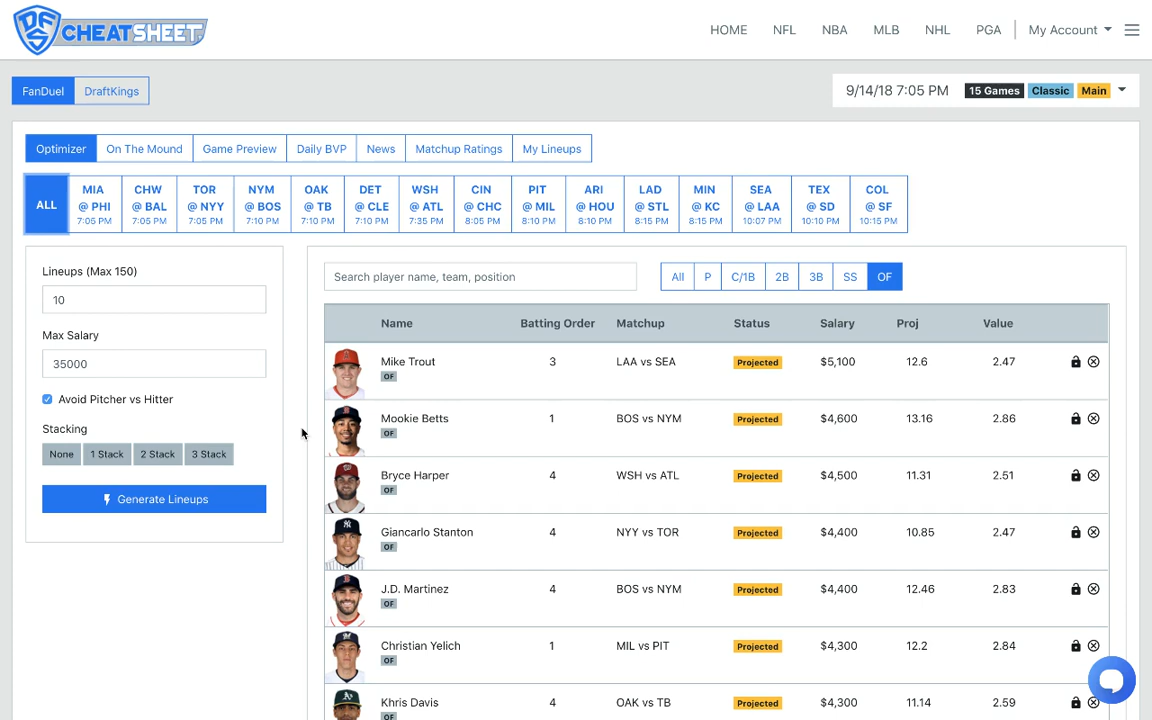 DFS CHEATSHEET
HOME NFL NBA MLB NHL PGA My Account
FanDuel DraftKings
9/14/18 7:05 PM 15 Games Classic Main
Optimizer On The Mound Game Preview Daily BVP News Matchup Ratings My Lineups
ALL
MIA @ PHI 7:05 PM
CHW @ BAL 7:05 PM
TOR @ NYY 7:05 PM
NYM @ BOS 7:10 PM
OAK @ TB 7:10 PM
DET @ CLE 7:10 PM
WSH @ ATL 7:35 PM
CIN @ CHC 8:05 PM
PIT @ MIL 8:10 PM
ARI @ HOU 8:10 PM
LAD @ STL 8:15 PM
MIN @ KC 8:15 PM
SEA @ LAA 10:07 PM
TEX @ SD 10:10 PM
COL @ SF 10:15 PM
Lineups (Max 150)
10
Max Salary
35000
Avoid Pitcher vs Hitter
Stacking
None 1 Stack 2 Stack 3 Stack
Generate Lineups
Search player name, team, position
All P C/1B 2B 3B SS OF
Name Batting Order Matchup Status Salary Proj Value
Mike Trout 3 LAA vs SEA Projected $5,100 12.6 2.47
OF
Mookie Betts 1 BOS vs NYM Projected $4,600 13.16 2.86
OF
Bryce Harper 4 WSH vs ATL Projected $4,500 11.31 2.51
OF
Giancarlo Stanton 4 NYY vs TOR Projected $4,400 10.85 2.47
OF
J.D. Martinez 4 BOS vs NYM Projected $4,400 12.46 2.83
OF
Christian Yelich 1 MIL vs PIT Projected $4,300 12.2 2.84
OF
Khris Davis 4 OAK vs TB Projected $4,300 11.14 2.59
OF